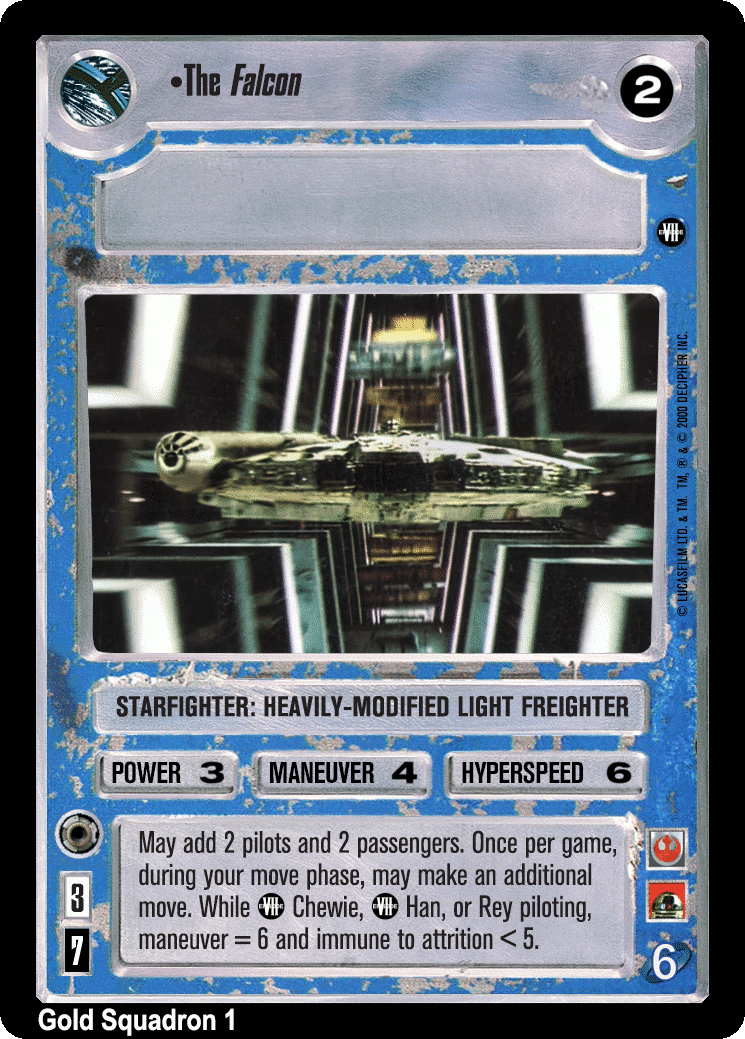 •The Falcon
2
EPISODE VII
© LUCASFILM LTD. & TM. TM, ® & © 2000 DECIPHER INC.
STARFIGHTER: HEAVILY-MODIFIED LIGHT FREIGHTER
POWER 3 MANEUVER 4 HYPERSPEED 6
May add 2 pilots and 2 passengers. Once per game,
during your move phase, may make an additional
move. While EPISODE VII Chewie, EPISODE VII Han, or Rey piloting,
maneuver = 6 and immune to attrition < 5.
3
7
6
Gold Squadron 1